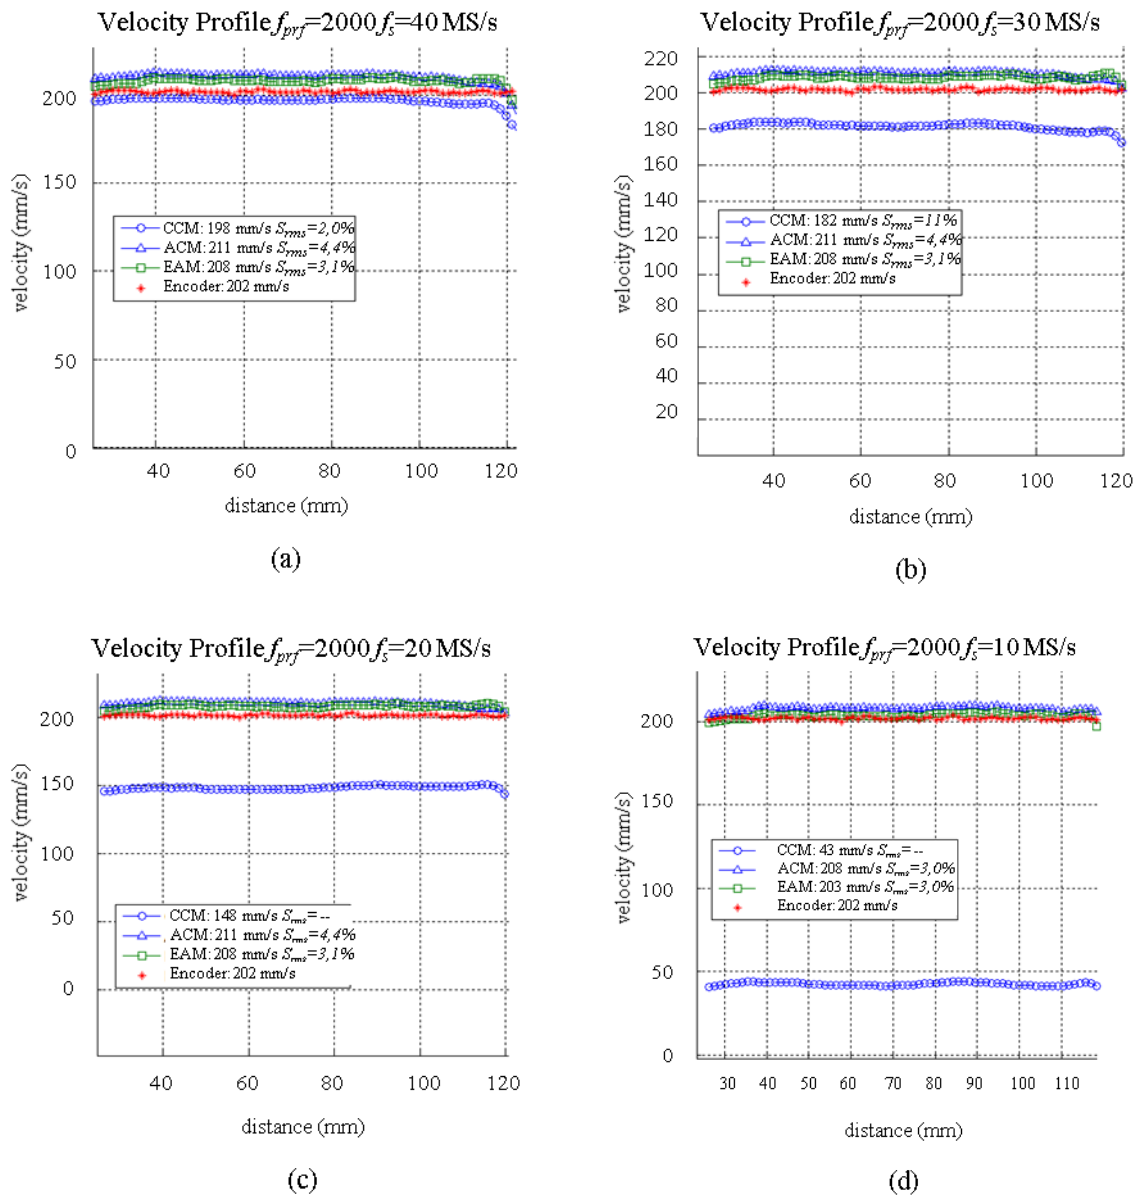 Velocity Profile fprf=2000 fs=40 MS/s
200
150
100
50
0
velocity (mm/s)
CCM: 198 mm/s Srms=2,0%
ACM: 211 mm/s Srms=4,4%
EAM: 208 mm/s Srms=3,1%
Encoder: 202 mm/s
40 60 80 100 120
distance (mm)
(a)
Velocity Profile fprf=2000 fs=30 MS/s
220
200
180
160
140
220
100
80
60
40
20
velocity (mm/s)
CCM: 182 mm/s Srms=11%
ACM: 211 mm/s Srms=4,4%
EAM: 208 mm/s Srms=3,1%
Encoder: 202 mm/s
40 60 80 100 120
distance (mm)
(b)
Velocity Profile fprf=2000 fs=20 MS/s
200
150
100
50
0
velocity (mm/s)
CCM: 148 mm/s Srms=--
ACM: 211 mm/s Srms=4,4%
EAM: 208 mm/s Srms=3,1%
Encoder: 202 mm/s
40 60 80 100 120
distance (mm)
(c)
Velocity Profile fprf=2000 fs=10 MS/s
200
150
100
50
0
velocity (mm/s)
CCM: 43 mm/s Srms=--
ACM: 208 mm/s Srms=3,0%
EAM: 203 mm/s Srms=3,0%
Encoder: 202 mm/s
30 40 50 60 70 80 90 100 110
distance (mm)
(d)